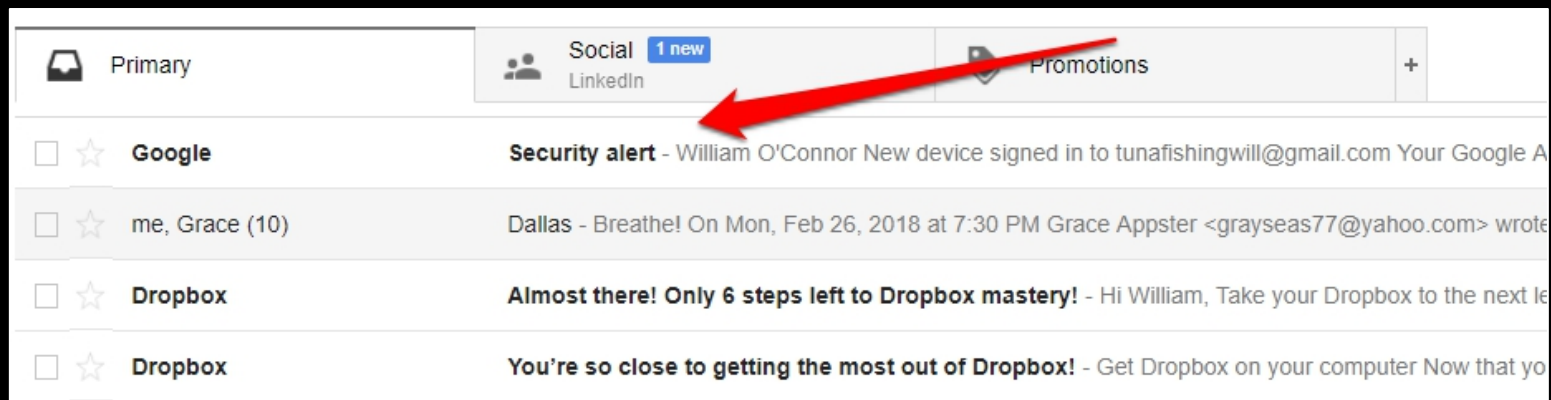 Primary
Social 1 new
LinkedIn
Promotions
+
Google Security alert - William O'Connor New device signed in to tunafishingwill@gmail.com Your Google A
me, Grace (10) Dallas - Breathe! On Mon, Feb 26, 2018 at 7:30 PM Grace Appster <grayseas77@yahoo.com> wrote
Dropbox Almost there! Only 6 steps left to Dropbox mastery! - Hi William, Take your Dropbox to the next le
Dropbox You’re so close to getting the most out of Dropbox! - Get Dropbox on your computer Now that yo